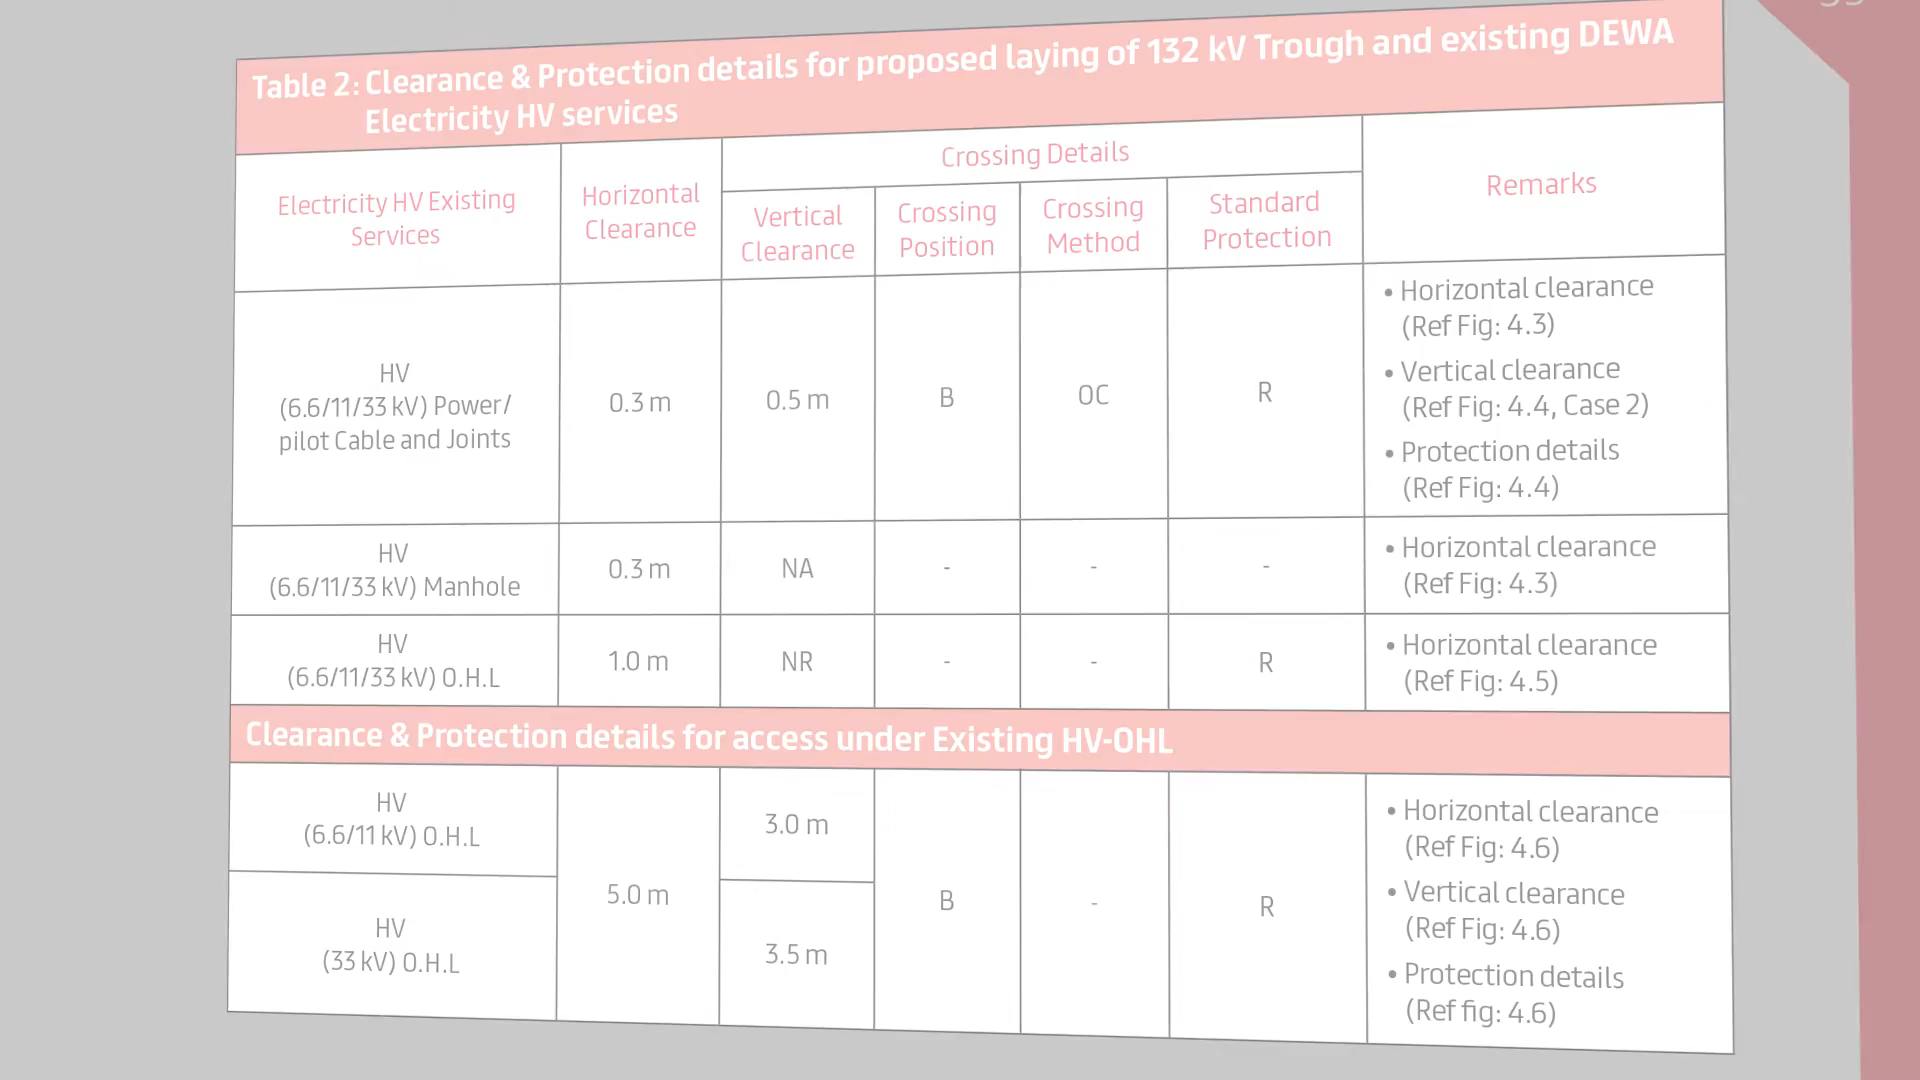 Table 2: Clearance & Protection details for proposed laying of 132 kV Trough and existing DEWA
Electricity HV services
Electricity HV Existing
Services
Horizontal
Clearance
Crossing Details
Vertical
Clearance
Crossing
Position
Crossing
Method
Standard
Protection
Remarks
HV
(6.6/11/33 kV) Power/
pilot Cable and Joints
0.3 m
0.5 m
B
OC
R
• Horizontal clearance
(Ref Fig: 4.3)
• Vertical clearance
(Ref Fig: 4.4, Case 2)
• Protection details
(Ref Fig: 4.4)
HV
(6.6/11/33 kV) Manhole
0.3 m
NA
-
-
-
• Horizontal clearance
(Ref Fig: 4.3)
HV
(6.6/11/33 kV) O.H.L
1.0 m
NR
-
-
R
• Horizontal clearance
(Ref Fig: 4.5)
Clearance & Protection details for access under Existing HV-OHL
HV
(6.6/11 kV) O.H.L
5.0 m
3.0 m
B
-
R
• Horizontal clearance
(Ref Fig: 4.6)
• Vertical clearance
(Ref Fig: 4.6)
• Protection details
(Ref fig: 4.6)
HV
(33 kV) O.H.L
3.5 m